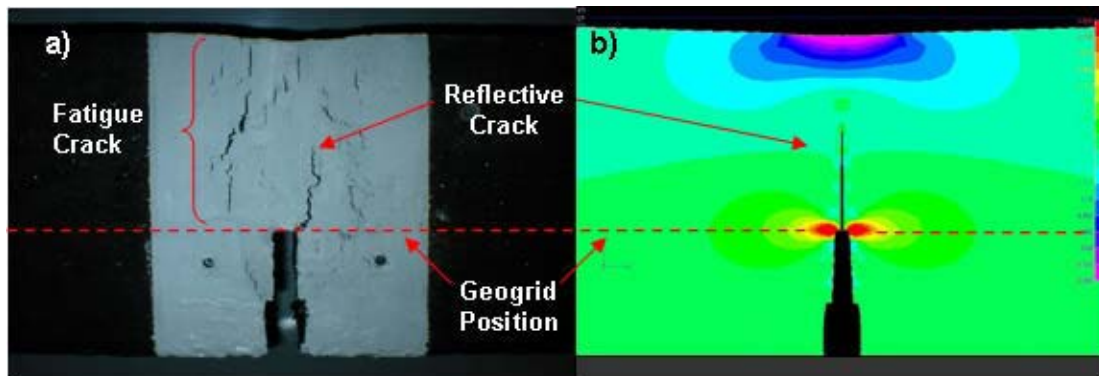 a)
b)
Fatigue
Crack
Reflective
Crack
Geogrid
Position